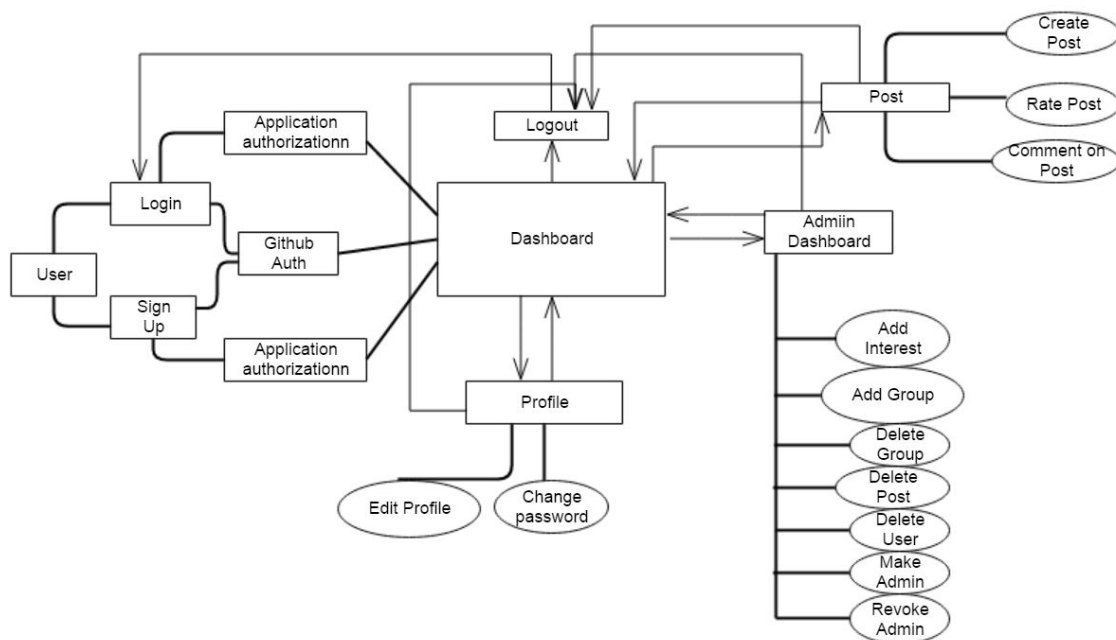 Create
Post
Post
Rate Post
Comment on
Post
Application
authorizationn
Logout
Login
Dashboard
Admiin
Dashboard
Github
Auth
User
Sign
Up
Application
authorizationn
Add
Interest
Profile
Add Group
Delete
Group
Delete
Post
Edit Profile
Change
password
Delete
User
Make
Admin
Revoke
Admin